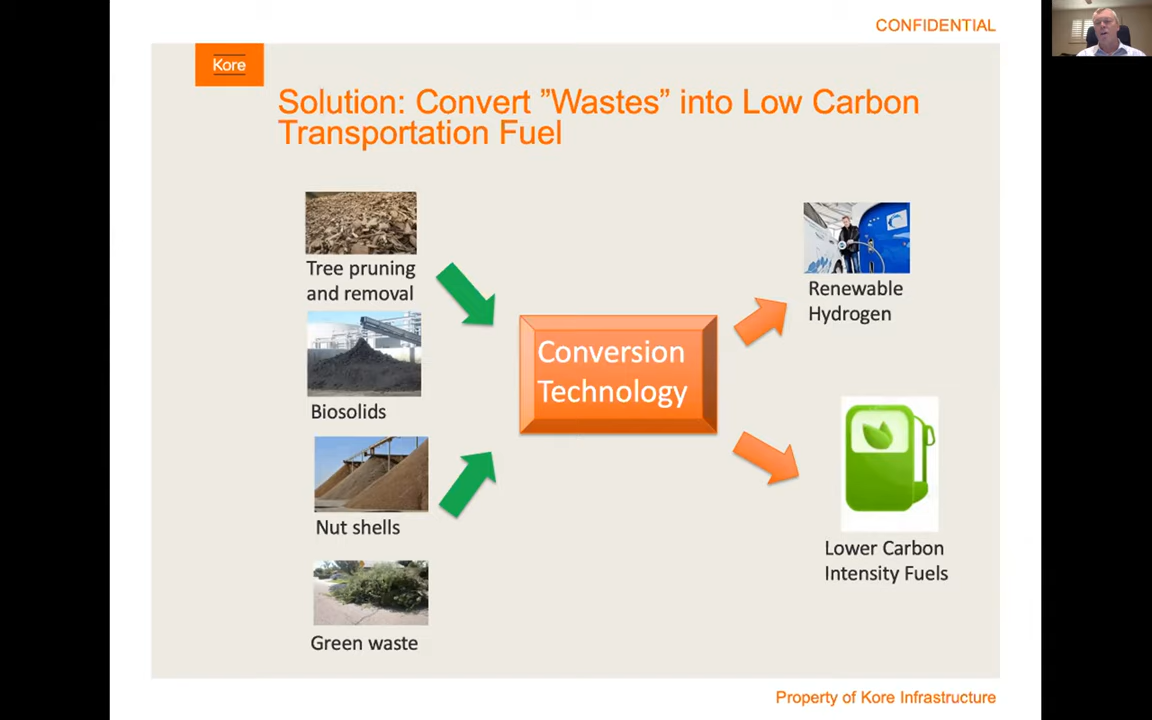 CONFIDENTIAL
Kore
Solution: Convert ”Wastes” into Low Carbon
Transportation Fuel
Tree pruning
and removal
Biosolids
Nut shells
Green waste
Conversion
Technology
Renewable
Hydrogen
Lower Carbon
Intensity Fuels
Property of Kore Infrastructure